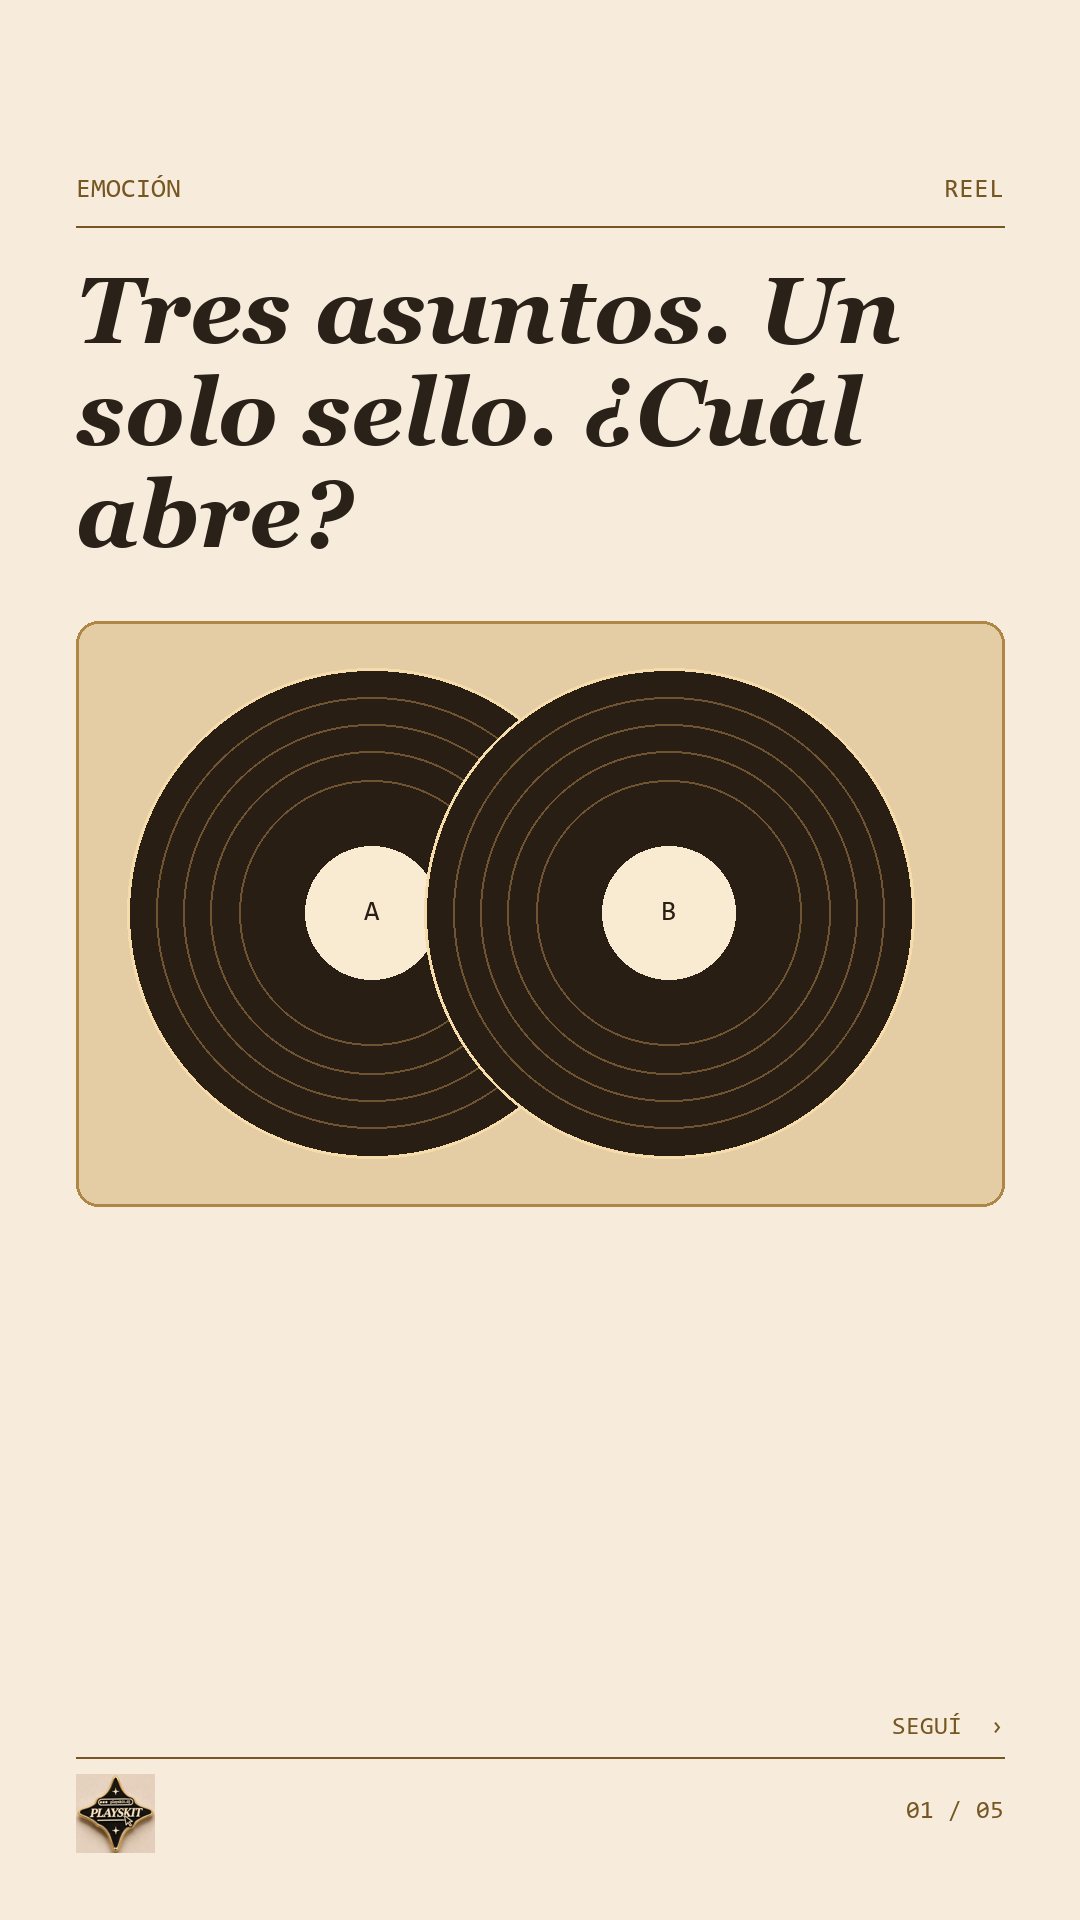 EMOCIÓN
REEL
Tres asuntos. Un
solo sello. ¿Cuál
abre?
A
B
SEGUÍ ›
PLAYSKIT
01 / 05